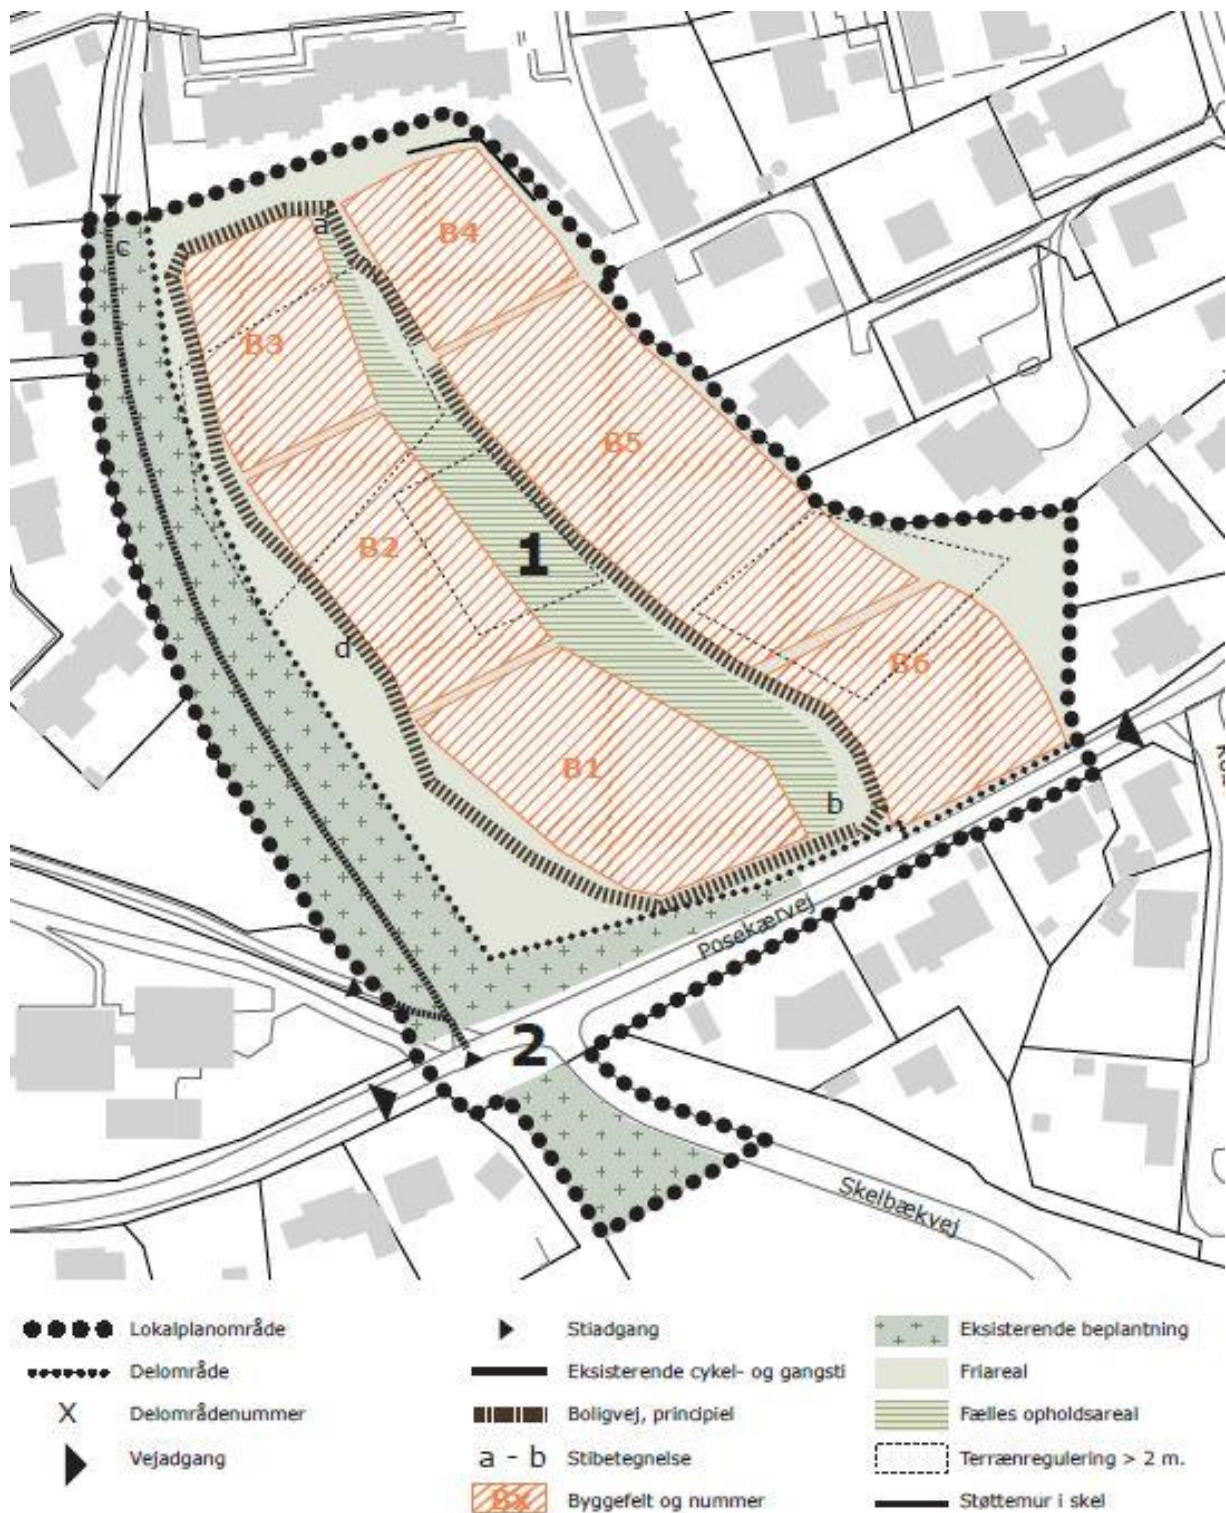 a
B4
c
B3
B5
1
B2
d
B6
B1
b
Posekærvej
2
Skelbækvej
Lokalplanområde
Delområde
X Delområdenummer
Vejadgang
Stiadgang
Eksisterende cykel- og gangsti
Boligvej, principiel
a - b Stibetegnelse
Bx Byggefelt og nummer
Eksisterende beplantning
Friareal
Fælles opholdsareal
Terrænregulering > 2 m.
Støttemur i skel